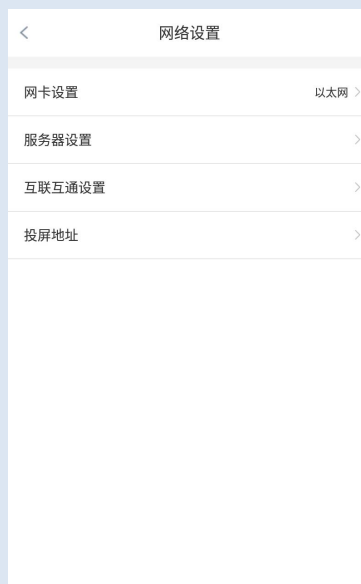 网络设置
网卡设置 以太网
服务器设置
互联互通设置
投屏地址